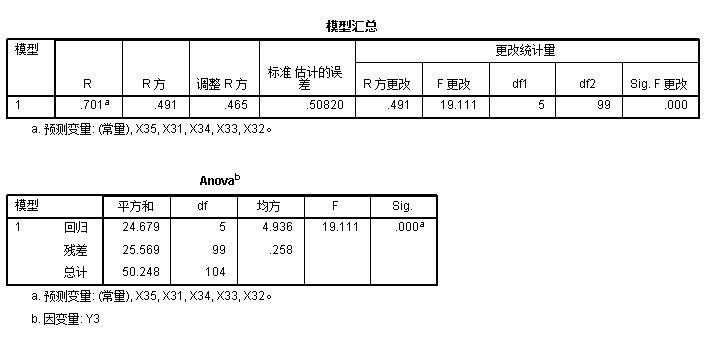 模型汇总
模型 更改统计量
R R 方 调整 R 方 标准 估计的误差 R 方更改 F 更改 df1 df2 Sig. F 更改
1 .701a .491 .465 .50820 .491 19.111 5 99 .000
a. 预测变量: (常量), X35, X31, X34, X33, X32。
Anovab
模型 平方和 df 均方 F Sig.
1 回归 24.679 5 4.936 19.111 .000a
残差 25.569 99 .258
总计 50.248 104
a. 预测变量: (常量), X35, X31, X34, X33, X32。
b. 因变量: Y3